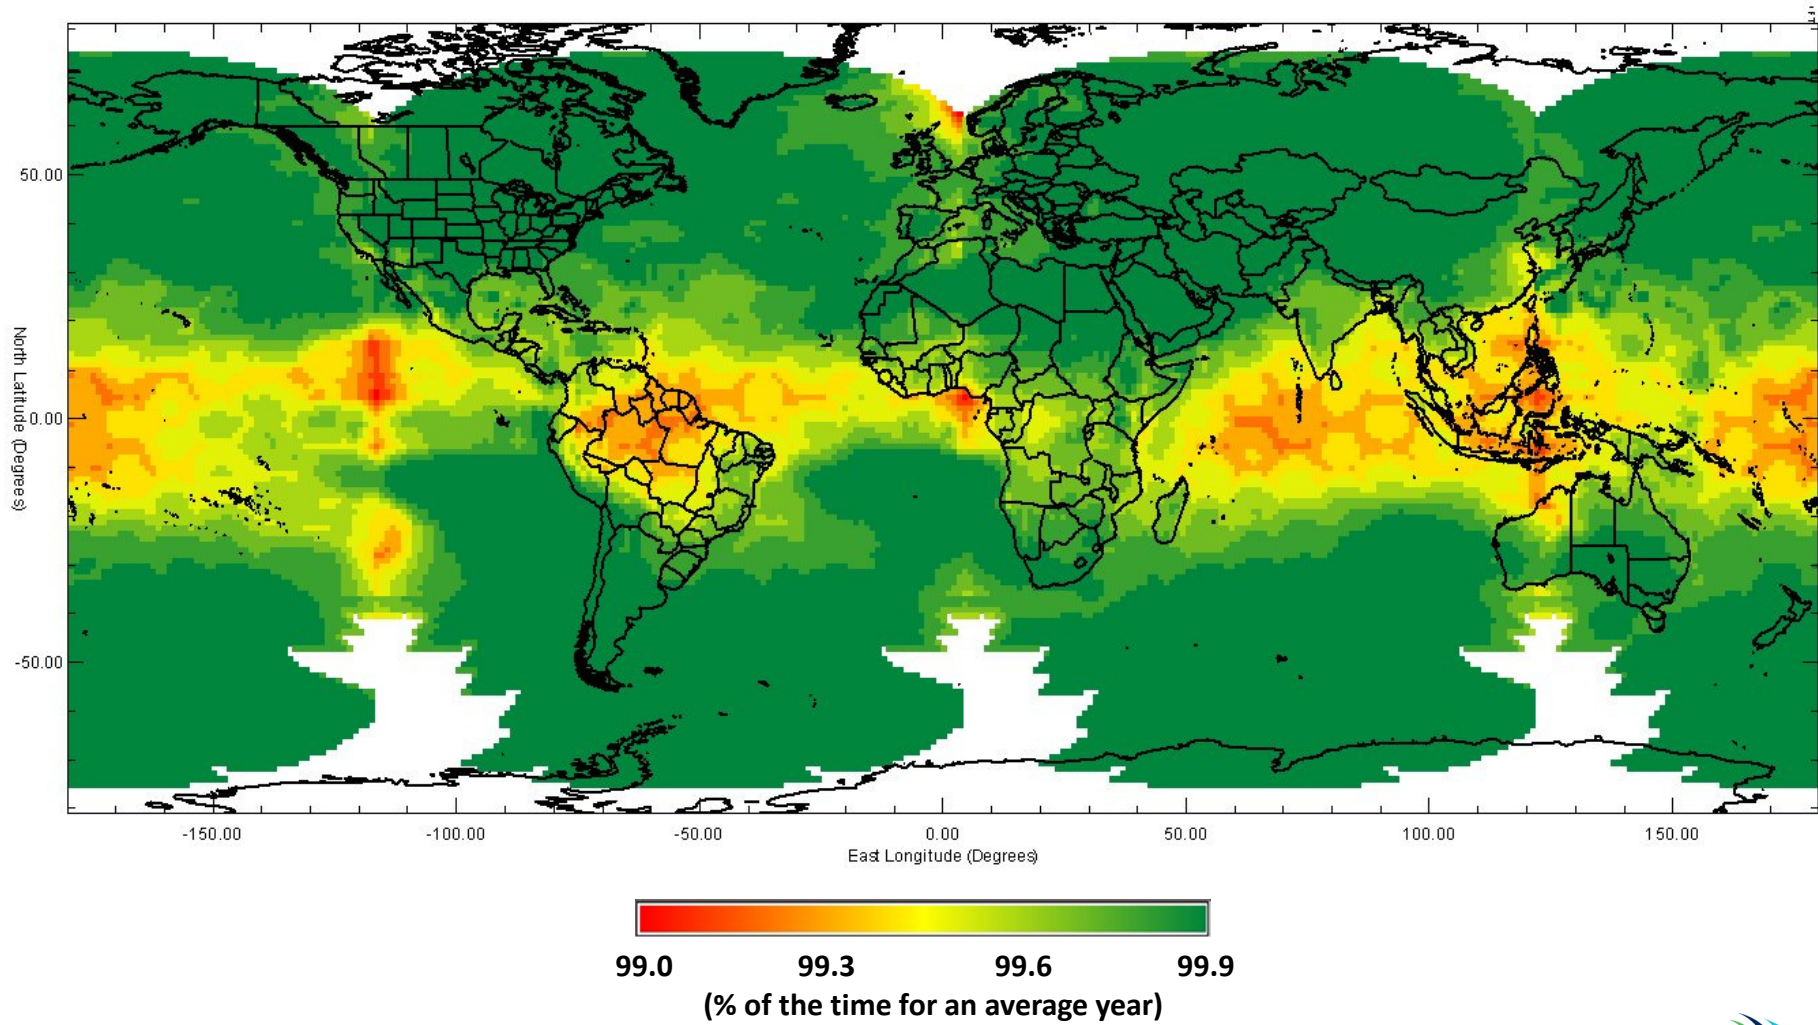 50.00
0.00
-50.00
North Latitude (Degrees)
-150.00 -100.00 -50.00 0.00 50.00 100.00 150.00
East Longitude (Degrees)
99.0 99.3 99.6 99.9
(% of the time for an average year)